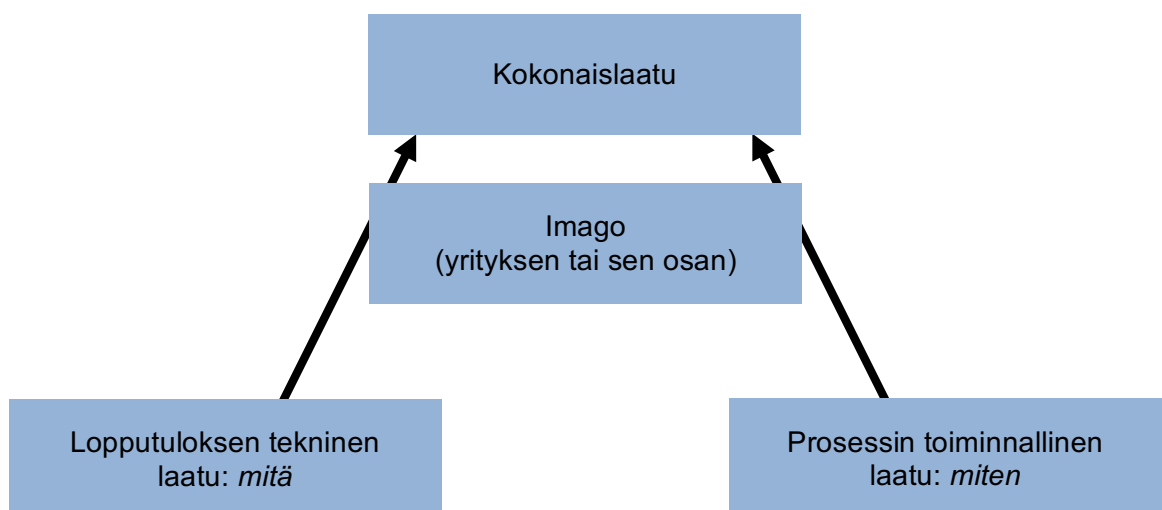 Kokonaislaatu
Imago
(yrityksen tai sen osan)
Lopputuloksen tekninen
laatu: mitä
Prosessin toiminnallinen
laatu: miten